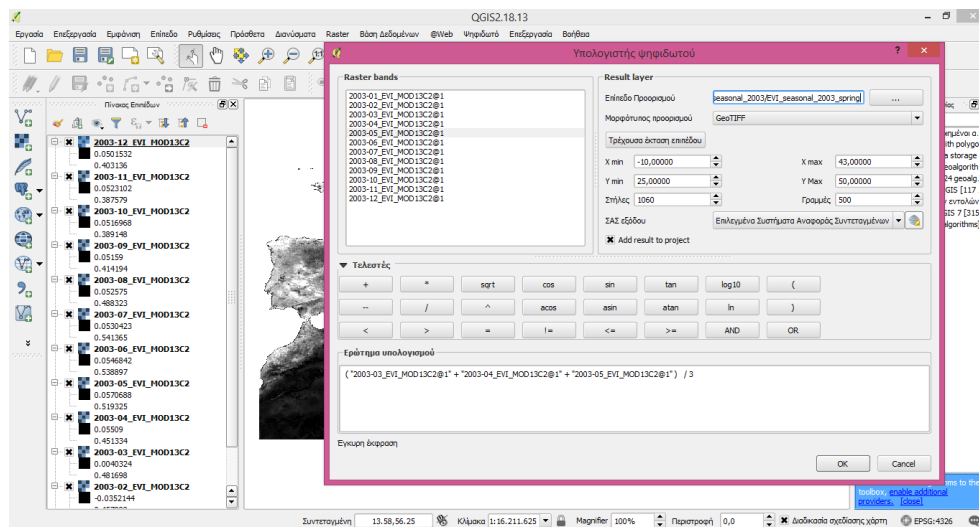 QGIS2.18.13
Εργασία Επεξεργασία Εμφάνιση Επίπεδο Ρυθμίσεις Πρόσθετα Διανύσματα Raster Βάση Δεδομένων @Web Ψηφιδωτό Επεξεργασία Βοήθεια
Πίνακας Επιπέδων
2003-12_EVI_MOD13C2
0.0501532
0.403136
2003-11_EVI_MOD13C2
0.0523102
0.387579
2003-10_EVI_MOD13C2
0.0516968
0.389148
2003-09_EVI_MOD13C2
0.05159
0.414194
2003-08_EVI_MOD13C2
0.052575
0.488323
2003-07_EVI_MOD13C2
0.0530423
0.541365
2003-06_EVI_MOD13C2
0.0546842
0.538897
2003-05_EVI_MOD13C2
0.0570688
0.519325
2003-04_EVI_MOD13C2
0.05509
0.451334
2003-03_EVI_MOD13C2
0.0040324
0.481698
2003-02_EVI_MOD13C2
-0.0352144
Υπολογιστής ψηφιδωτού
Raster bands
2003-01_EVI_MOD13C2@1
2003-02_EVI_MOD13C2@1
2003-03_EVI_MOD13C2@1
2003-04_EVI_MOD13C2@1
2003-05_EVI_MOD13C2@1
2003-06_EVI_MOD13C2@1
2003-07_EVI_MOD13C2@1
2003-08_EVI_MOD13C2@1
2003-09_EVI_MOD13C2@1
2003-10_EVI_MOD13C2@1
2003-11_EVI_MOD13C2@1
2003-12_EVI_MOD13C2@1
Result layer
Επίπεδο Προορισμού easonal_2003/EVI_seasonal_2003_spring ...
Μορφότυπος προορισμού GeoTIFF
Τρέχουσα έκταση επιπέδου
X min -10,00000 X max 43,00000
Y min 25,00000 Y Max 50,00000
Στήλες 1060 Γραμμές 500
ΣΑΣ εξόδου Επιλεγμένα Συστήματα Αναφοράς Συντεταγμένων
Add result to project
Τελεστές
+ * sqrt cos sin tan log10 (
-- / ^ acos asin atan ln )
< > = != <= >= AND OR
Ερώτημα υπολογισμού
( "2003-03_EVI_MOD13C2@1" + "2003-04_EVI_MOD13C2@1" + "2003-05_EVI_MOD13C2@1" ) / 3
Έγκυρη έκφραση
OK Cancel
toolbox, enable additional
providers. [close]
Συντεταγμένη 13.58,56.25 Κλίμακα 1:16.211.625 Magnifier 100% Περιστροφή 0,0 Διαδικασία σχεδίασης χάρτη EPSG:4326